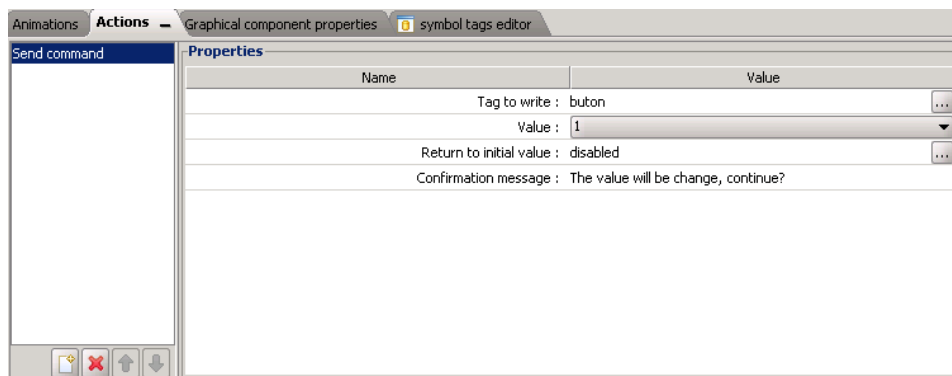 Animations Actions Graphical component properties symbol tags editor
Send command
Properties
Name Value
Tag to write : buton ...
Value : 1
Return to initial value : disabled ...
Confirmation message : The value will be change, continue?